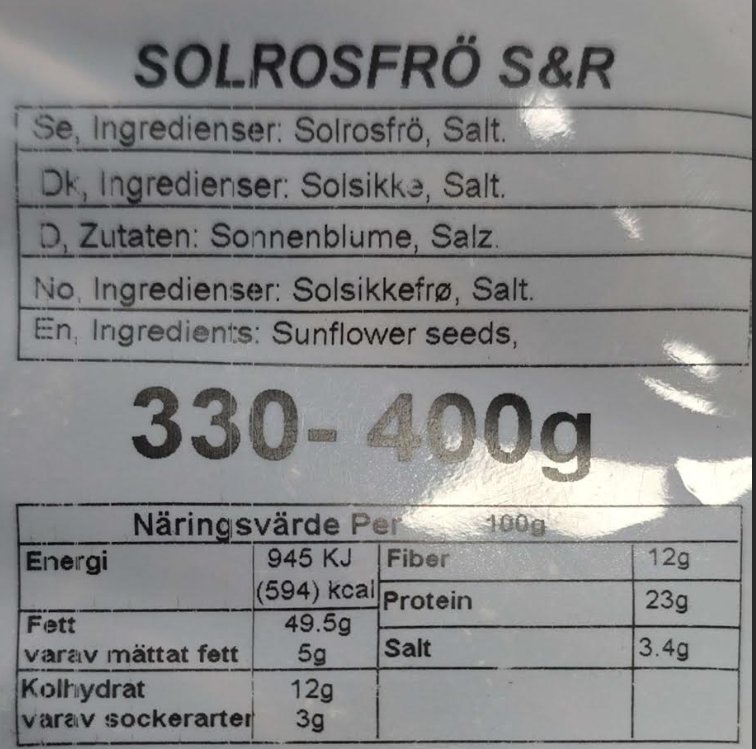 SOLROSFRÖ S&R
Se, Ingredienser: Solrosfrö, Salt.
Dk, Ingredienser: Solsikke, Salt.
D, Zutaten: Sonnenblume, Salz.
No, Ingredienser: Solsikkefrø, Salt.
En, Ingredients: Sunflower seeds,
330- 400g
Näringsvärde Per 100g
Energi 945 KJ
(594) kcal
Fett 49.5g
varav mättat fett 5g
Kolhydrat 12g
varav sockerarter 3g
Fiber 12g
Protein 23g
Salt 3.4g